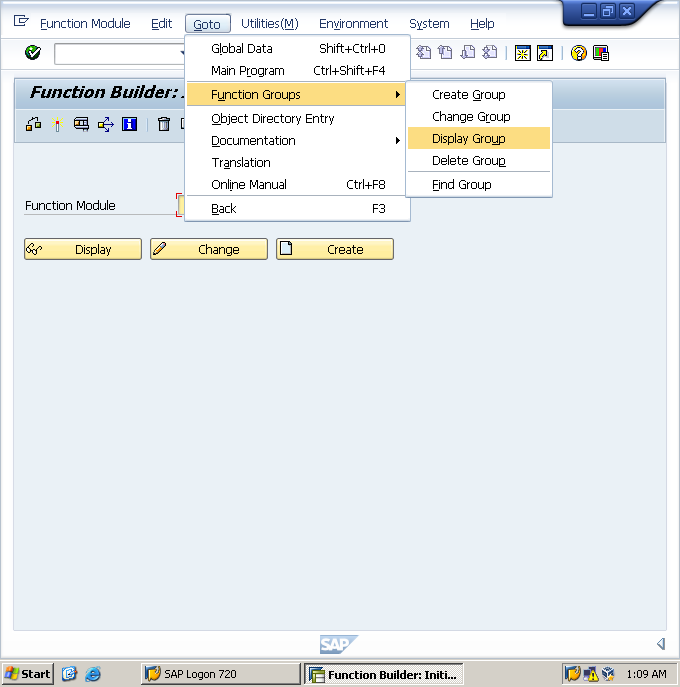 Function Module Edit Goto Utilities(M) Environment System Help
Global Data Shift+Ctrl+0
Main Program Ctrl+Shift+F4
Function Builder:
Function Groups
Create Group
Change Group
Display Group
Delete Group
Find Group
Object Directory Entry
Documentation
Translation
Online Manual Ctrl+F8
Back F3
Function Module
Display Change Create
SAP
Start SAP Logon 720 Function Builder: Initi... 1:09 AM